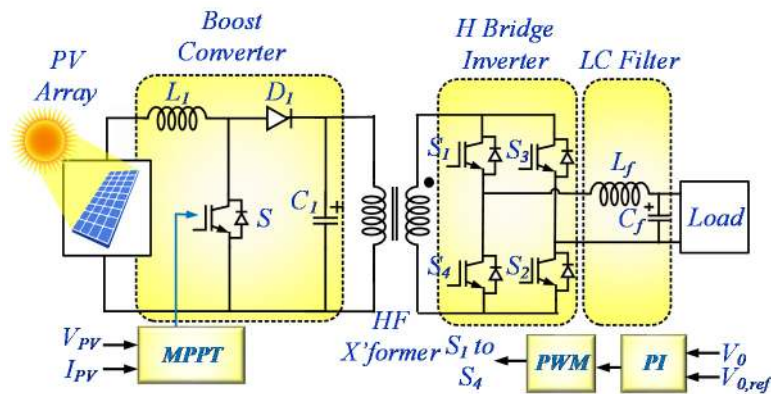 Boost
Converter
H Bridge
Inverter
LC Filter
PV
Array
L1
D1
S
C1
+
S1
S3
S4
S2
Lf
Cf
+
Load
VPV
IPV
MPPT
HF
X'former
S1 to
S4
PWM
PI
V0
V0,ref